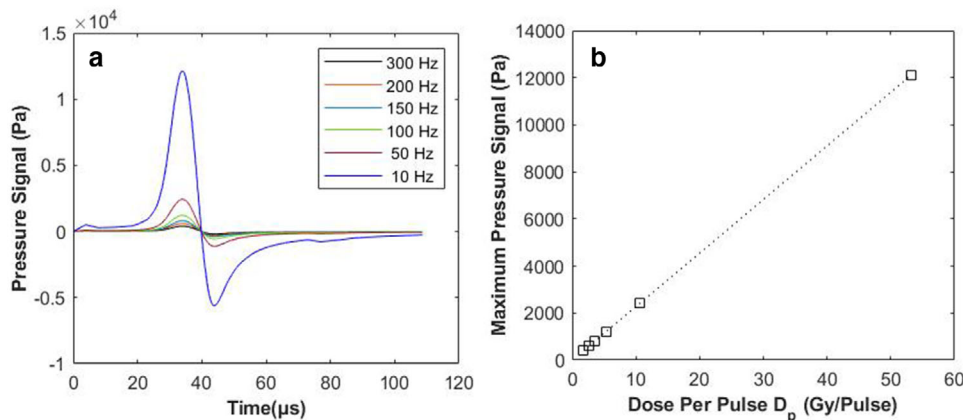 a
×10⁴
1.5
1
0.5
0
-0.5
-1
Pressure Signal (Pa)
0 20 40 60 80 100 120
Time(μs)
300 Hz
200 Hz
150 Hz
100 Hz
50 Hz
10 Hz
b
14000
12000
10000
8000
6000
4000
2000
0
Maximum Pressure Signal (Pa)
0 10 20 30 40 50 60
Dose Per Pulse Dₚ (Gy/Pulse)